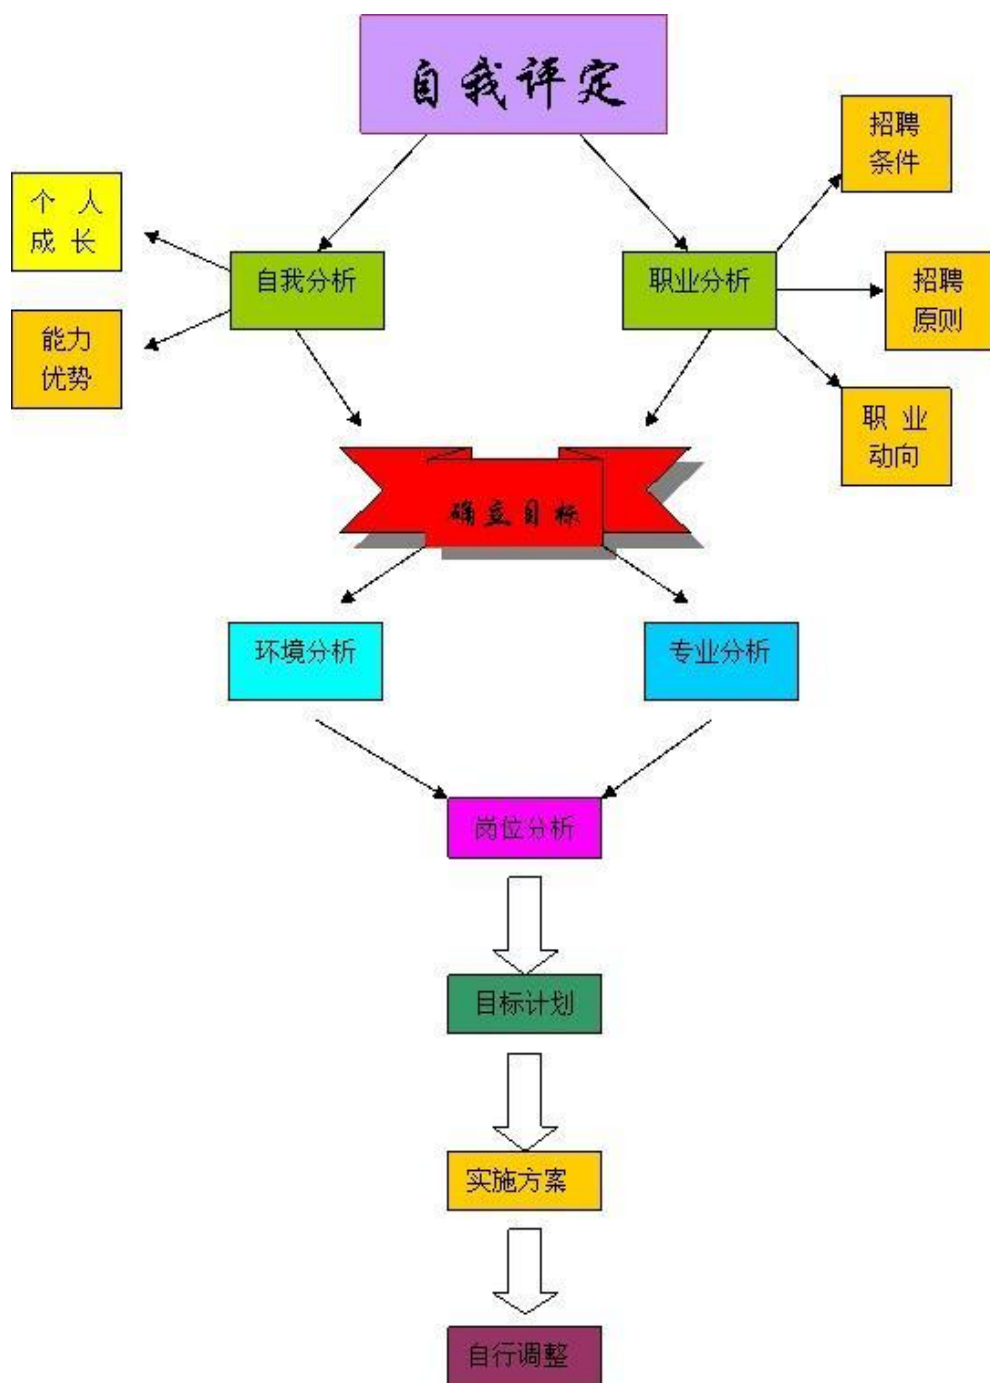 自我评定
招聘
条件
个 人
成 长
自我分析
职业分析
招聘
原则
能力
优势
职 业
动向
确立目标
环境分析
专业分析
岗位分析
目标计划
实施方案
自行调整